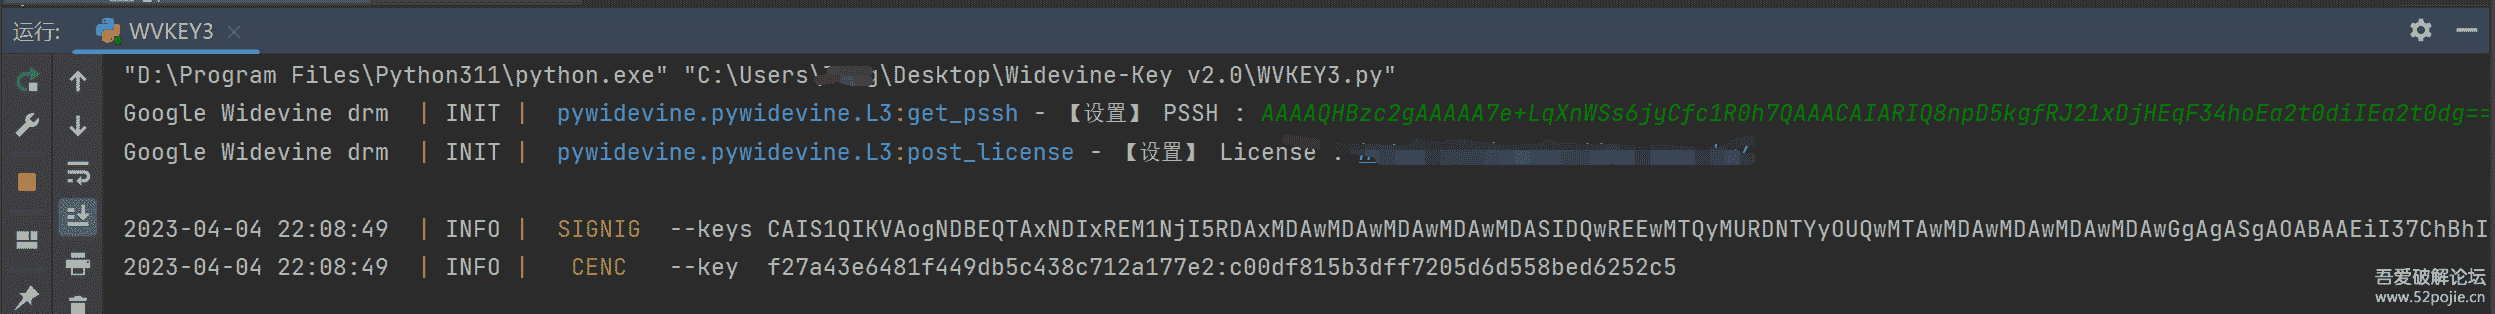 运行: WVKEY3
"D:\Program Files\Python311\python.exe" "C:\Users\ g\Desktop\Widevine-Key v2.0\WVKEY3.py"
Google Widevine drm | INIT | pywidevine.pywidevine.L3:get_pssh - 【设置】 PSSH : AAAAQHBzc2gAAAAA7e+LqXnWSs6jyCfc1R0h7QAAACAIARIQ8npD5kgfRJ21xDjHEqF34hoEa2t0diIEa2t0dg==
Google Widevine drm | INIT | pywidevine.pywidevine.L3:post_license - 【设置】 License :
2023-04-04 22:08:49 | INFO | SIGNIG --keys CAIS1QIKVAogNDBEQTAxNDIxREM1NjI5RDAxMDAwMDAwMDAwMDAwMDASIDQwREEwMTQyMURDNTYyOUQwMTAwMDAwMDAwMDAwMDAwGgAgASgAOABAAEiI37ChBhI
2023-04-04 22:08:49 | INFO | CENC --key f27a43e6481f449db5c438c712a177e2:c00df815b3dff7205d6d558bed6252c5
吾爱破解论坛
www.52pojie.cn